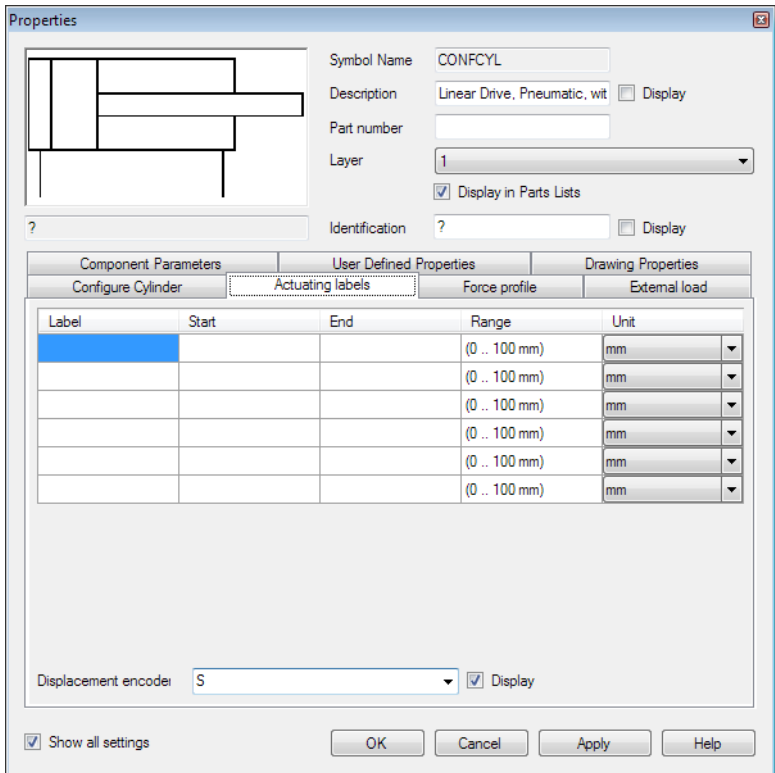 Properties
Symbol Name CONFCYL
Description Linear Drive, Pneumatic, wit Display
Part number
Layer 1
Display in Parts Lists
? Identification ? Display
Component Parameters User Defined Properties Drawing Properties
Configure Cylinder Actuating labels Force profile External load
Label Start End Range Unit
(0 .. 100 mm) mm
(0 .. 100 mm) mm
(0 .. 100 mm) mm
(0 .. 100 mm) mm
(0 .. 100 mm) mm
(0 .. 100 mm) mm
Displacement encoder S Display
Show all settings OK Cancel Apply Help